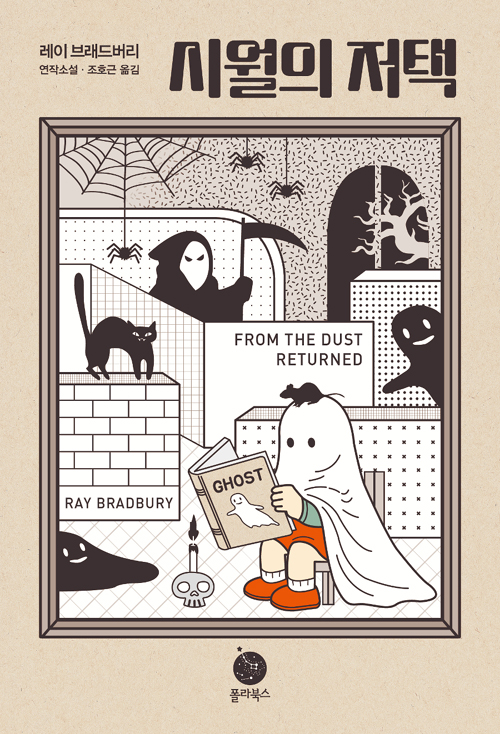 레이 브래드버리
연작소설 · 조호근 옮김
시월의 저택
FROM THE DUST
RETURNED
GHOST
RAY BRADBURY
폴라북스